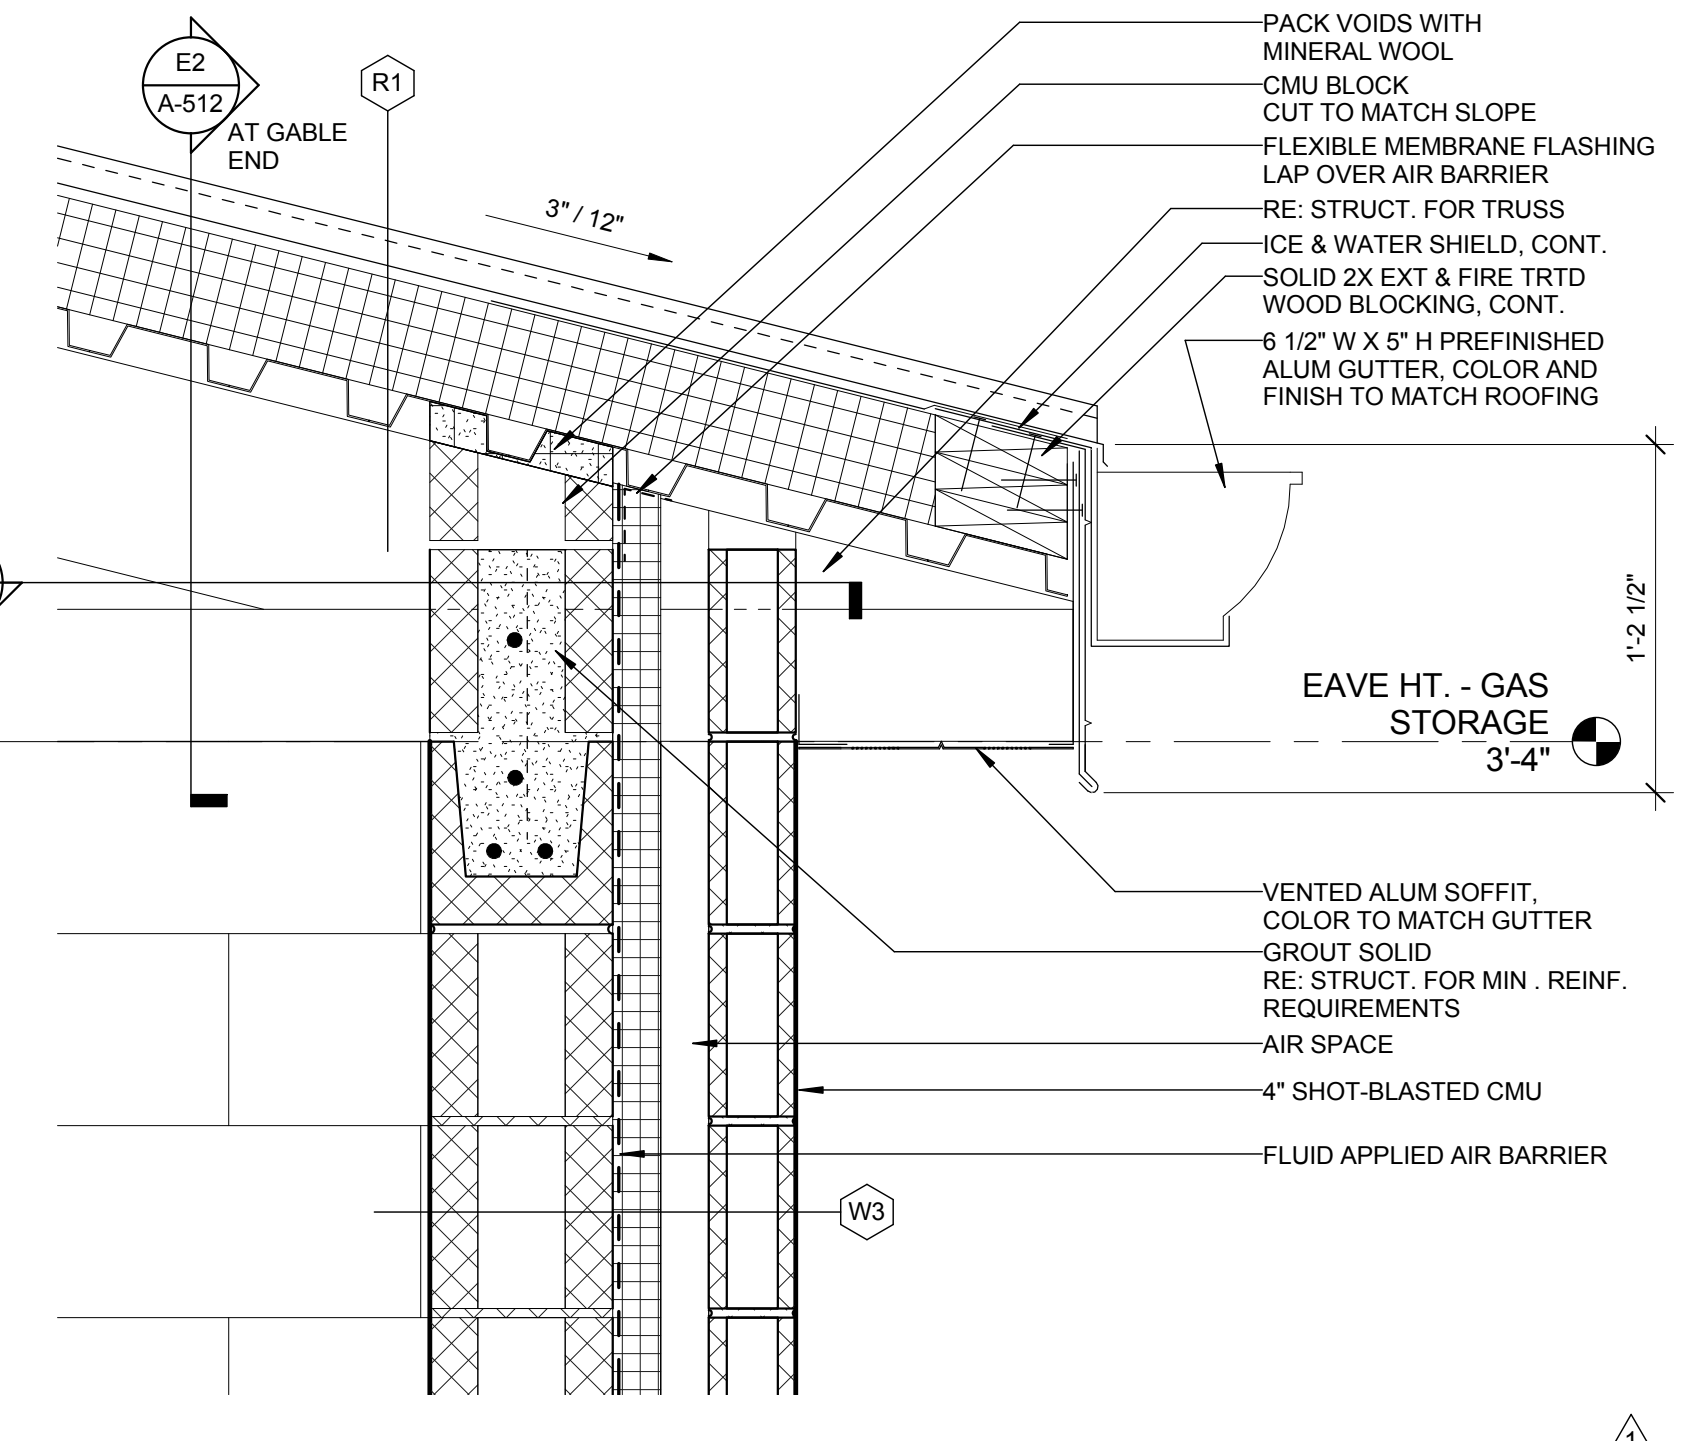 E2
A-512
AT GABLE
END
R1
3" / 12"
PACK VOIDS WITH
MINERAL WOOL
CMU BLOCK
CUT TO MATCH SLOPE
FLEXIBLE MEMBRANE FLASHING
LAP OVER AIR BARRIER
RE: STRUCT. FOR TRUSS
ICE & WATER SHIELD, CONT.
SOLID 2X EXT & FIRE TRTD
WOOD BLOCKING, CONT.
6 1/2" W X 5" H PREFINISHED
ALUM GUTTER, COLOR AND
FINISH TO MATCH ROOFING
1'-2 1/2"
EAVE HT. - GAS
STORAGE
3'-4"
VENTED ALUM SOFFIT,
COLOR TO MATCH GUTTER
GROUT SOLID
RE: STRUCT. FOR MIN . REINF.
REQUIREMENTS
AIR SPACE
4" SHOT-BLASTED CMU
FLUID APPLIED AIR BARRIER
W3
1